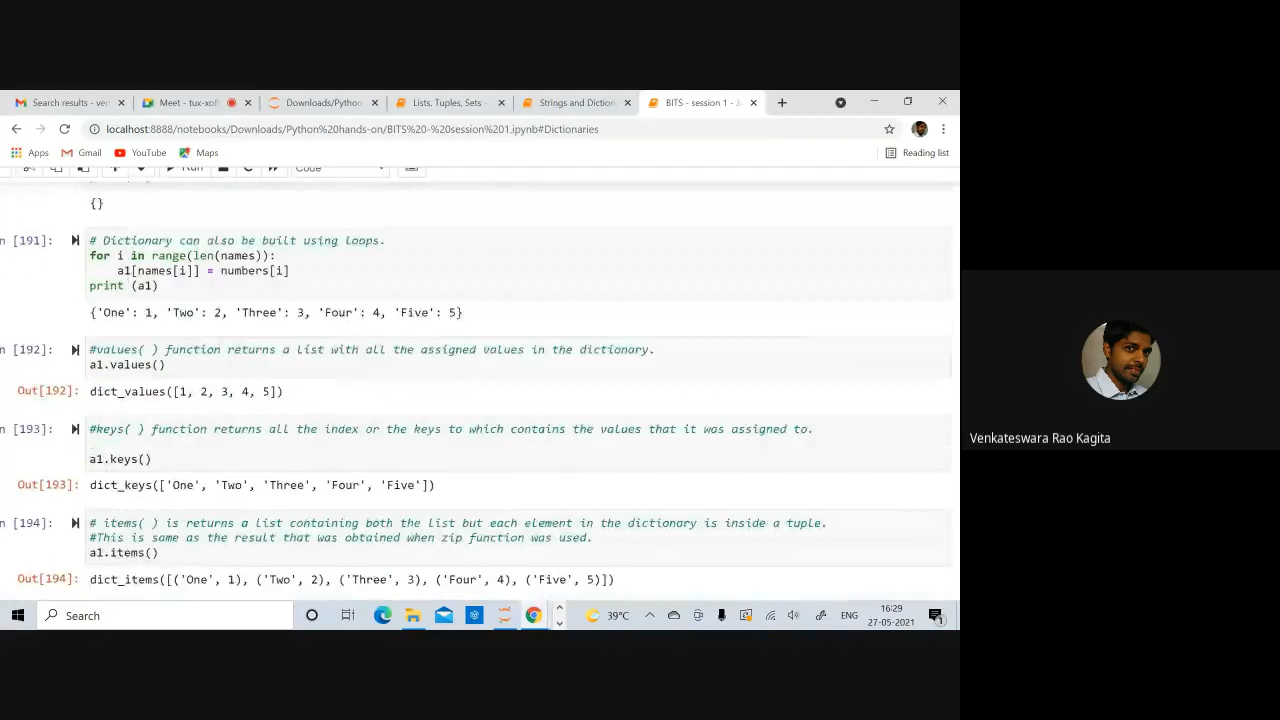 Search results - ven
Meet - tux-xofl
Downloads/Python
Lists, Tuples, Sets -
Strings and Diction
BITS - session 1 - Ju
localhost:8888/notebooks/Downloads/Python%20hands-on/BITS%20-%20session%201.ipynb#Dictionaries
Apps
Gmail
YouTube
Maps
Reading list
Run
Code
{}
n [191]:
# Dictionary can also be built using loops.
for i in range(len(names)):
a1[names[i]] = numbers[i]
print (a1)
{'One': 1, 'Two': 2, 'Three': 3, 'Four': 4, 'Five': 5}
n [192]:
#values( ) function returns a list with all the assigned values in the dictionary.
a1.values()
Out[192]:
dict_values([1, 2, 3, 4, 5])
n [193]:
#keys( ) function returns all the index or the keys to which contains the values that it was assigned to.
a1.keys()
Out[193]:
dict_keys(['One', 'Two', 'Three', 'Four', 'Five'])
n [194]:
# items( ) is returns a list containing both the list but each element in the dictionary is inside a tuple.
#This is same as the result that was obtained when zip function was used.
a1.items()
Out[194]:
dict_items([('One', 1), ('Two', 2), ('Three', 3), ('Four', 4), ('Five', 5)])
Search
39°C
ENG
16:29
27-05-2021
Venkateswara Rao Kagita